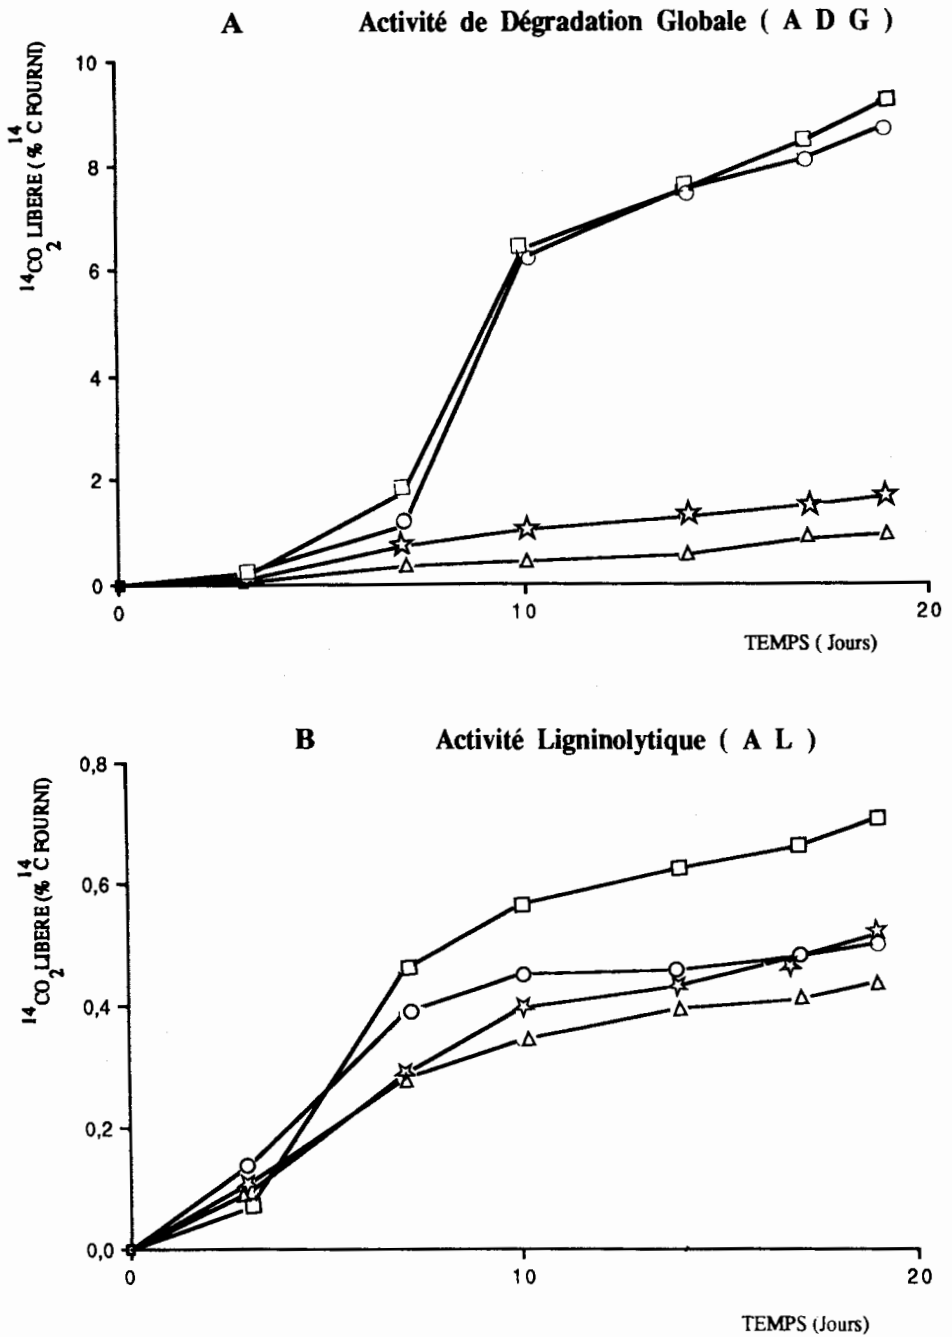 A Activité de Dégradation Globale ( A D G )
14CO2 LIBERE ( % 14C FOURNI)
10
8
6
4
2
0
0 10 20
TEMPS ( Jours)
B Activité Ligninolytique ( A L )
14CO2 LIBERE (% 14C FOURNI)
0,8
0,6
0,4
0,2
0,0
0 10 20
TEMPS (Jours)